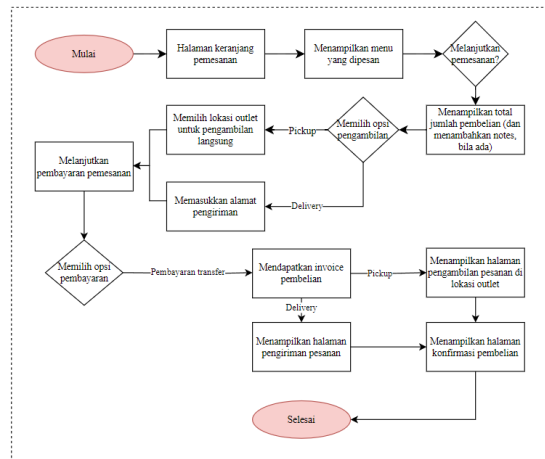 Mulai
Halaman keranjang
pemesanan
Menampilkan menu
yang dipesan
Melanjutkan
pemesanan?
Menampilkan total
jumlah pembelian (dan
menambahkan notes,
bila ada)
Memilih opsi
pengambilan
Pickup
Memilih lokasi outlet
untuk pengambilan
langsung
Delivery
Memasukkan alamat
pengiriman
Melanjutkan
pembayaran pemesanan
Memilih opsi
pembayaran
Pembayaran transfer
Mendapatkan invoice
pembelian
Pickup
Menampilkan halaman
pengambilan pesanan di
lokasi outlet
Delivery
Menampilkan halaman
pengiriman pesanan
Menampilkan halaman
konfirmasi pembelian
Selesai